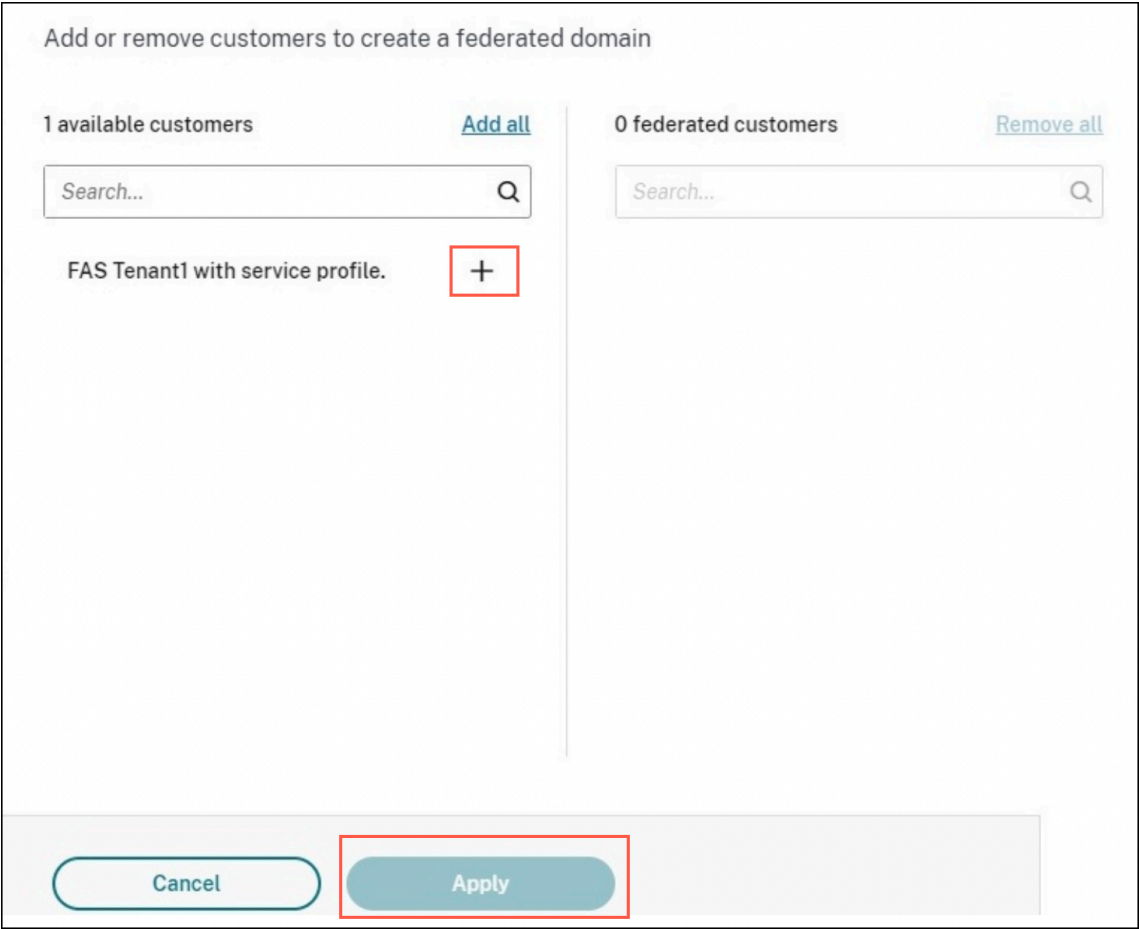 Add or remove customers to create a federated domain
1 available customers
Add all
0 federated customers
Remove all
Search...
Search...
FAS Tenant1 with service profile.
Cancel
Apply